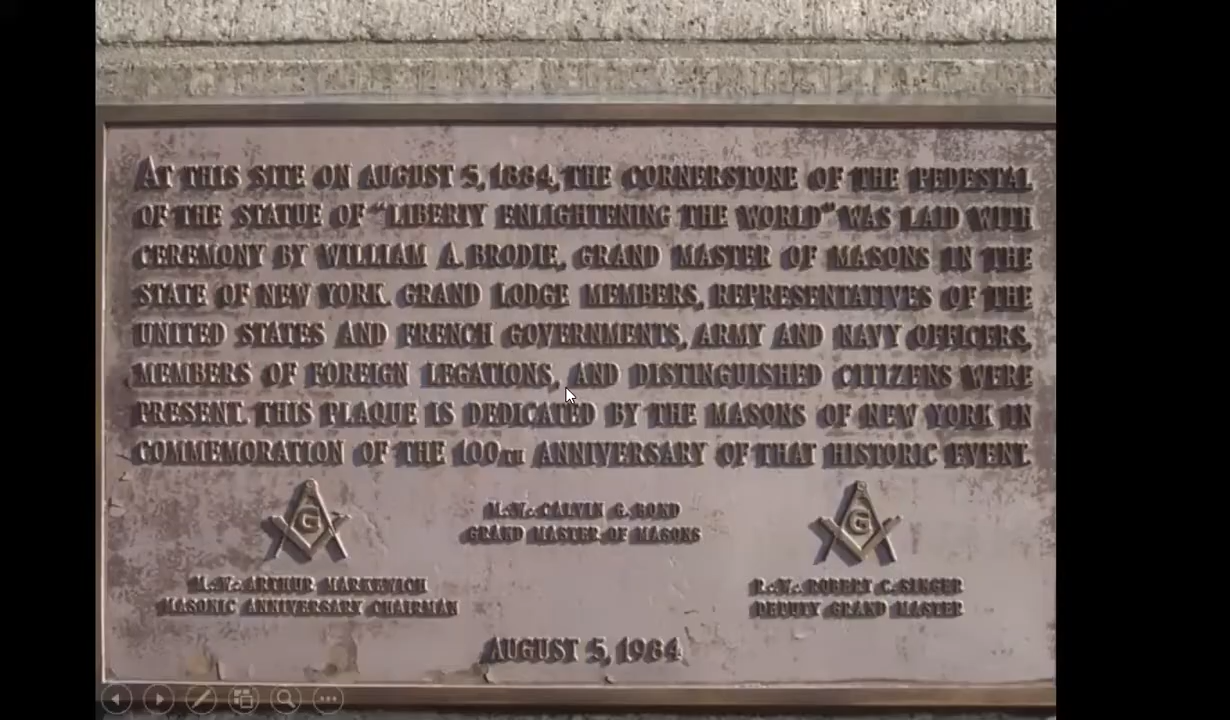 AT THIS SITE ON AUGUST 5, 1884, THE CORNERSTONE OF THE PEDESTAL
OF THE STATUE OF "LIBERTY ENLIGHTENING THE WORLD" WAS LAID WITH
CEREMONY BY WILLIAM A. BRODIE, GRAND MASTER OF MASONS IN THE
STATE OF NEW YORK. GRAND LODGE MEMBERS, REPRESENTATIVES OF THE
UNITED STATES AND FRENCH GOVERNMENTS, ARMY AND NAVY OFFICERS,
MEMBERS OF FOREIGN LEGATIONS, AND DISTINGUISHED CITIZENS WERE
PRESENT. THIS PLAQUE IS DEDICATED BY THE MASONS OF NEW YORK IN
COMMEMORATION OF THE 100TH ANNIVERSARY OF THAT HISTORIC EVENT.
G
G
M.·.W.·. CALVIN G. BOND
GRAND MASTER OF MASONS
M.·.W.·. ARTHUR MARKEWICH
MASONIC ANNIVERSARY CHAIRMAN
R.·.W.·. ROBERT C. SINGER
DEPUTY GRAND MASTER
AUGUST 5, 1984